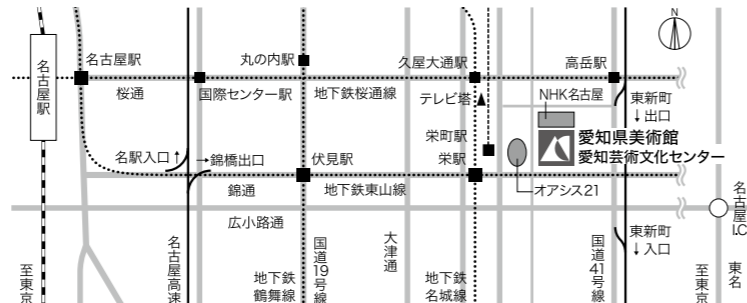 N
名古屋駅
名古屋駅
丸の内駅
久屋大通駅
高岳駅
桜通
国際センター駅
地下鉄桜通線
テレビ塔
NHK名古屋
東新町
↓出口
栄町駅
愛知県美術館
愛知芸術文化センター
名駅入口↑
→錦橋出口
伏見駅
栄駅
錦通
地下鉄東山線
オアシス21
名古屋I.C
広小路通
名古屋高速
国道19号線
大津通
国道41号線
東新町
↓入口
東名
至東京
地下鉄
鶴舞線
地下鉄
名城線
至東京